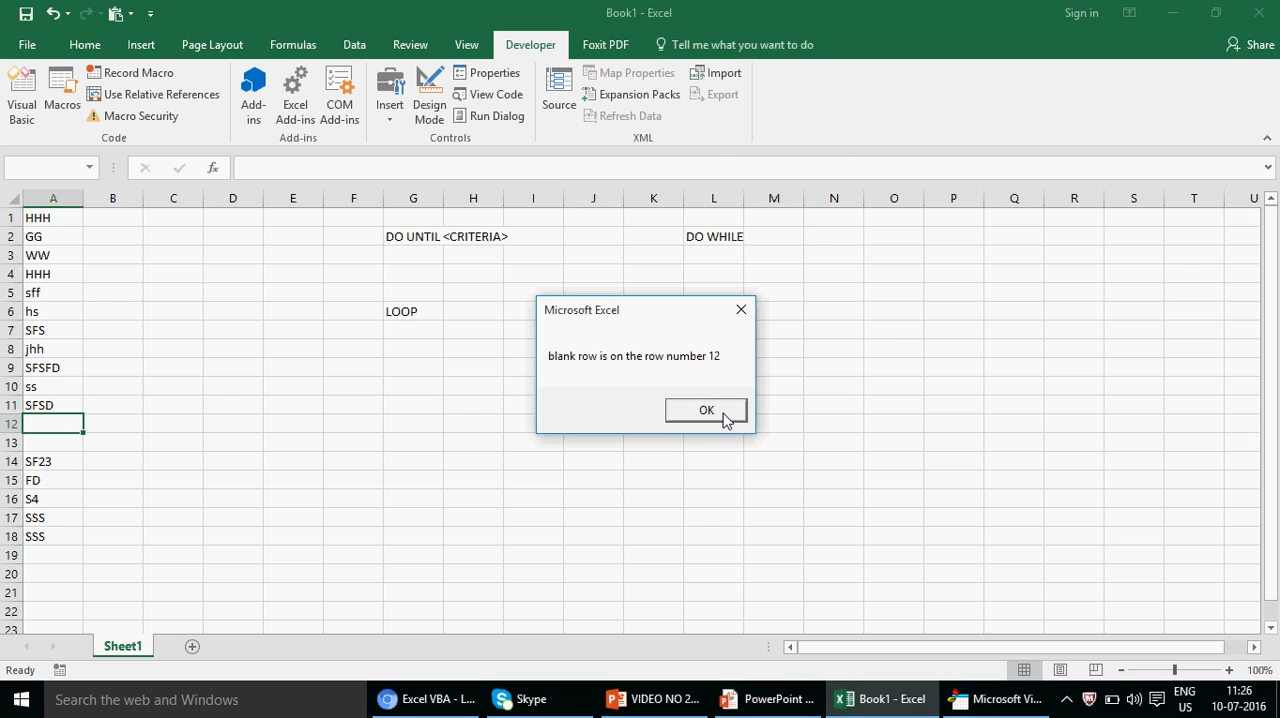 Book1 - Excel
Sign in
File Home Insert Page Layout Formulas Data Review View Developer Foxit PDF Tell me what you want to do Share
Visual Basic
Macros
Record Macro
Use Relative References
Macro Security
Code
Add-ins
Excel Add-ins
COM Add-ins
Add-ins
Insert
Design Mode
Properties
View Code
Run Dialog
Controls
Source
Map Properties
Expansion Packs
Refresh Data
Import
Export
XML
fx
A B C D E F G H I J K L M N O P Q R S T U
1 HHH
2 GG DO UNTIL <CRITERIA> DO WHILE
3 WW
4 HHH
5 sff
6 hs LOOP
7 SFS
8 jhh
9 SFSFD
10 ss
11 SFSD
12
13
14 SF23
15 FD
16 S4
17 SSS
18 SSS
19
20
21
22
23
Microsoft Excel
blank row is on the row number 12
OK
Sheet1
Ready
100%
Search the web and Windows
Excel VBA - L...
Skype
VIDEO NO 2...
PowerPoint ...
Book1 - Excel
Microsoft Vi...
ENG
US
11:26
10-07-2016